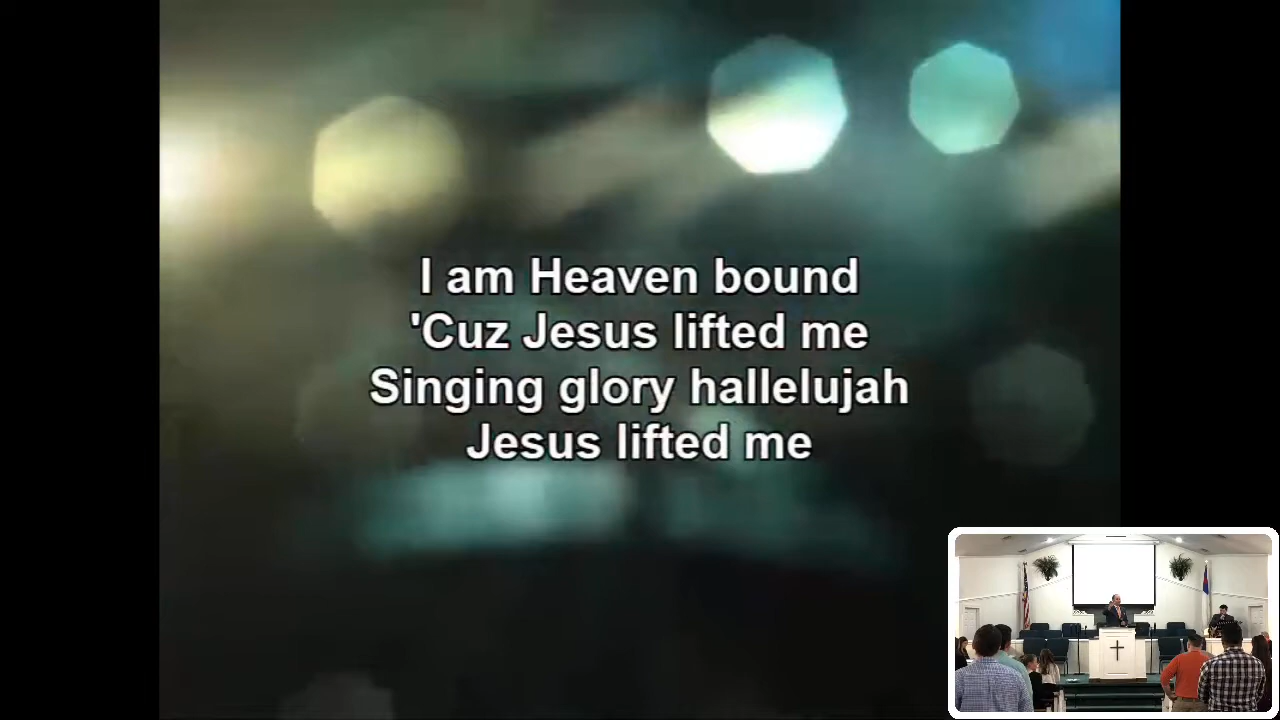 I am Heaven bound
'Cuz Jesus lifted me
Singing glory hallelujah
Jesus lifted me